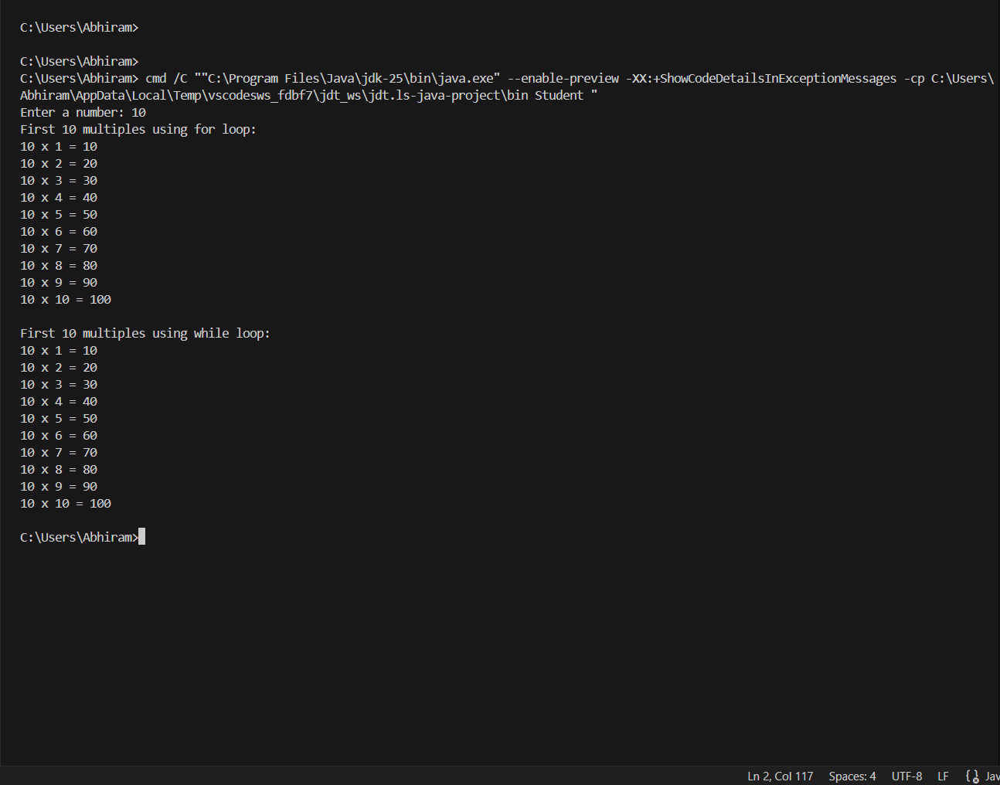 C:\Users\Abhiram>
C:\Users\Abhiram>
C:\Users\Abhiram> cmd /C ""C:\Program Files\Java\jdk-25\bin\java.exe" --enable-preview -XX:+ShowCodeDetailsInExceptionMessages -cp C:\Users\
Abhiram\AppData\Local\Temp\vscodesws_fdbf7\jdt_ws\jdt.ls-java-project\bin Student "
Enter a number: 10
First 10 multiples using for loop:
10 x 1 = 10
10 x 2 = 20
10 x 3 = 30
10 x 4 = 40
10 x 5 = 50
10 x 6 = 60
10 x 7 = 70
10 x 8 = 80
10 x 9 = 90
10 x 10 = 100
First 10 multiples using while loop:
10 x 1 = 10
10 x 2 = 20
10 x 3 = 30
10 x 4 = 40
10 x 5 = 50
10 x 6 = 60
10 x 7 = 70
10 x 8 = 80
10 x 9 = 90
10 x 10 = 100
C:\Users\Abhiram>
Ln 2, Col 117 Spaces: 4 UTF-8 LF {} Jav